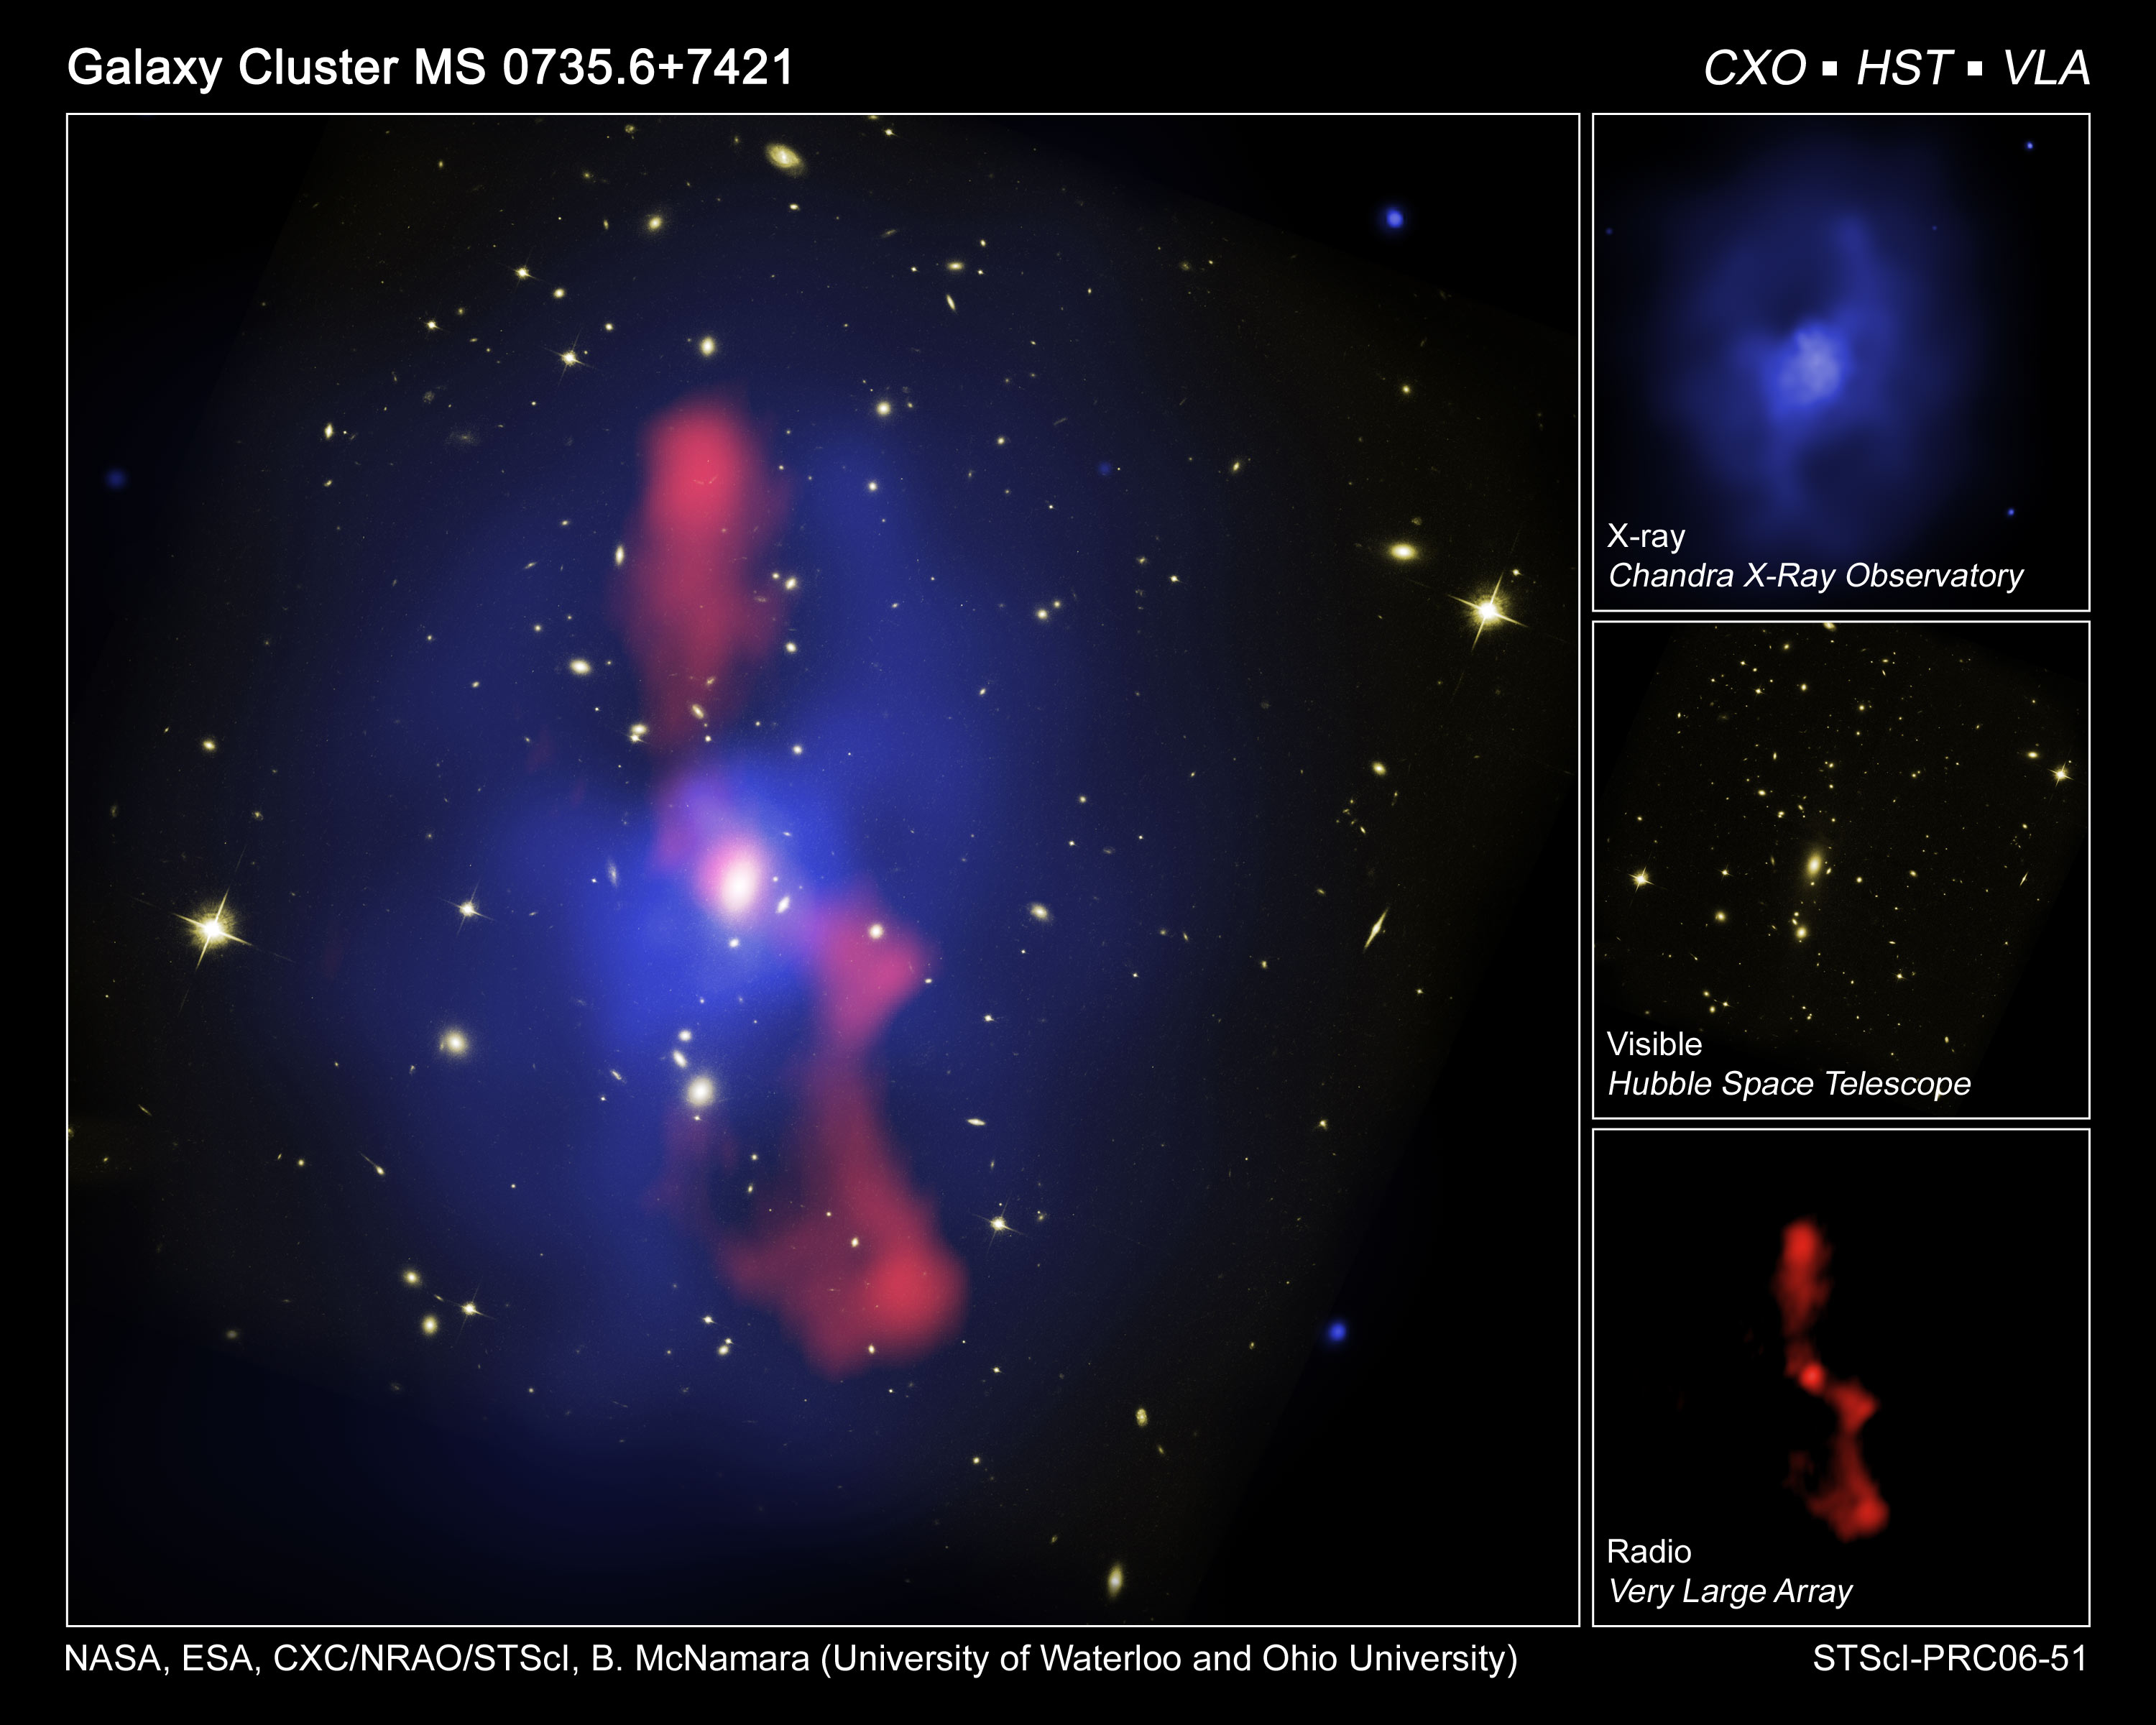 Galaxy Cluster MS 0735.6+7421
CXO ▪ HST ▪ VLA
X-ray
Chandra X-Ray Observatory
Visible
Hubble Space Telescope
Radio
Very Large Array
NASA, ESA, CXC/NRAO/STScI, B. McNamara (University of Waterloo and Ohio University)
STScI-PRC06-51